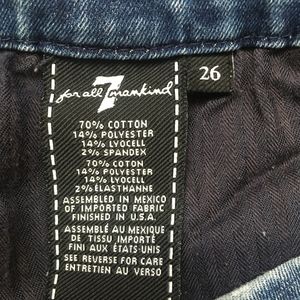 7
for all 7 mankind
26
70% COTTON
14% POLYESTER
14% LYOCELL
2% SPANDEX
70% COTON
14% POLYESTER
14% LYOCELL
2% ÉLASTHANNE
ASSEMBLED IN MEXICO
OF IMPORTED FABRIC
FINISHED IN U.S.A.
ASSEMBLÉ AU MEXIQUE
DE TISSU IMPORTÉ
FINI AUX ÉTATS-UNIS
SEE REVERSE FOR CARE
ENTRETIEN AU VERSO